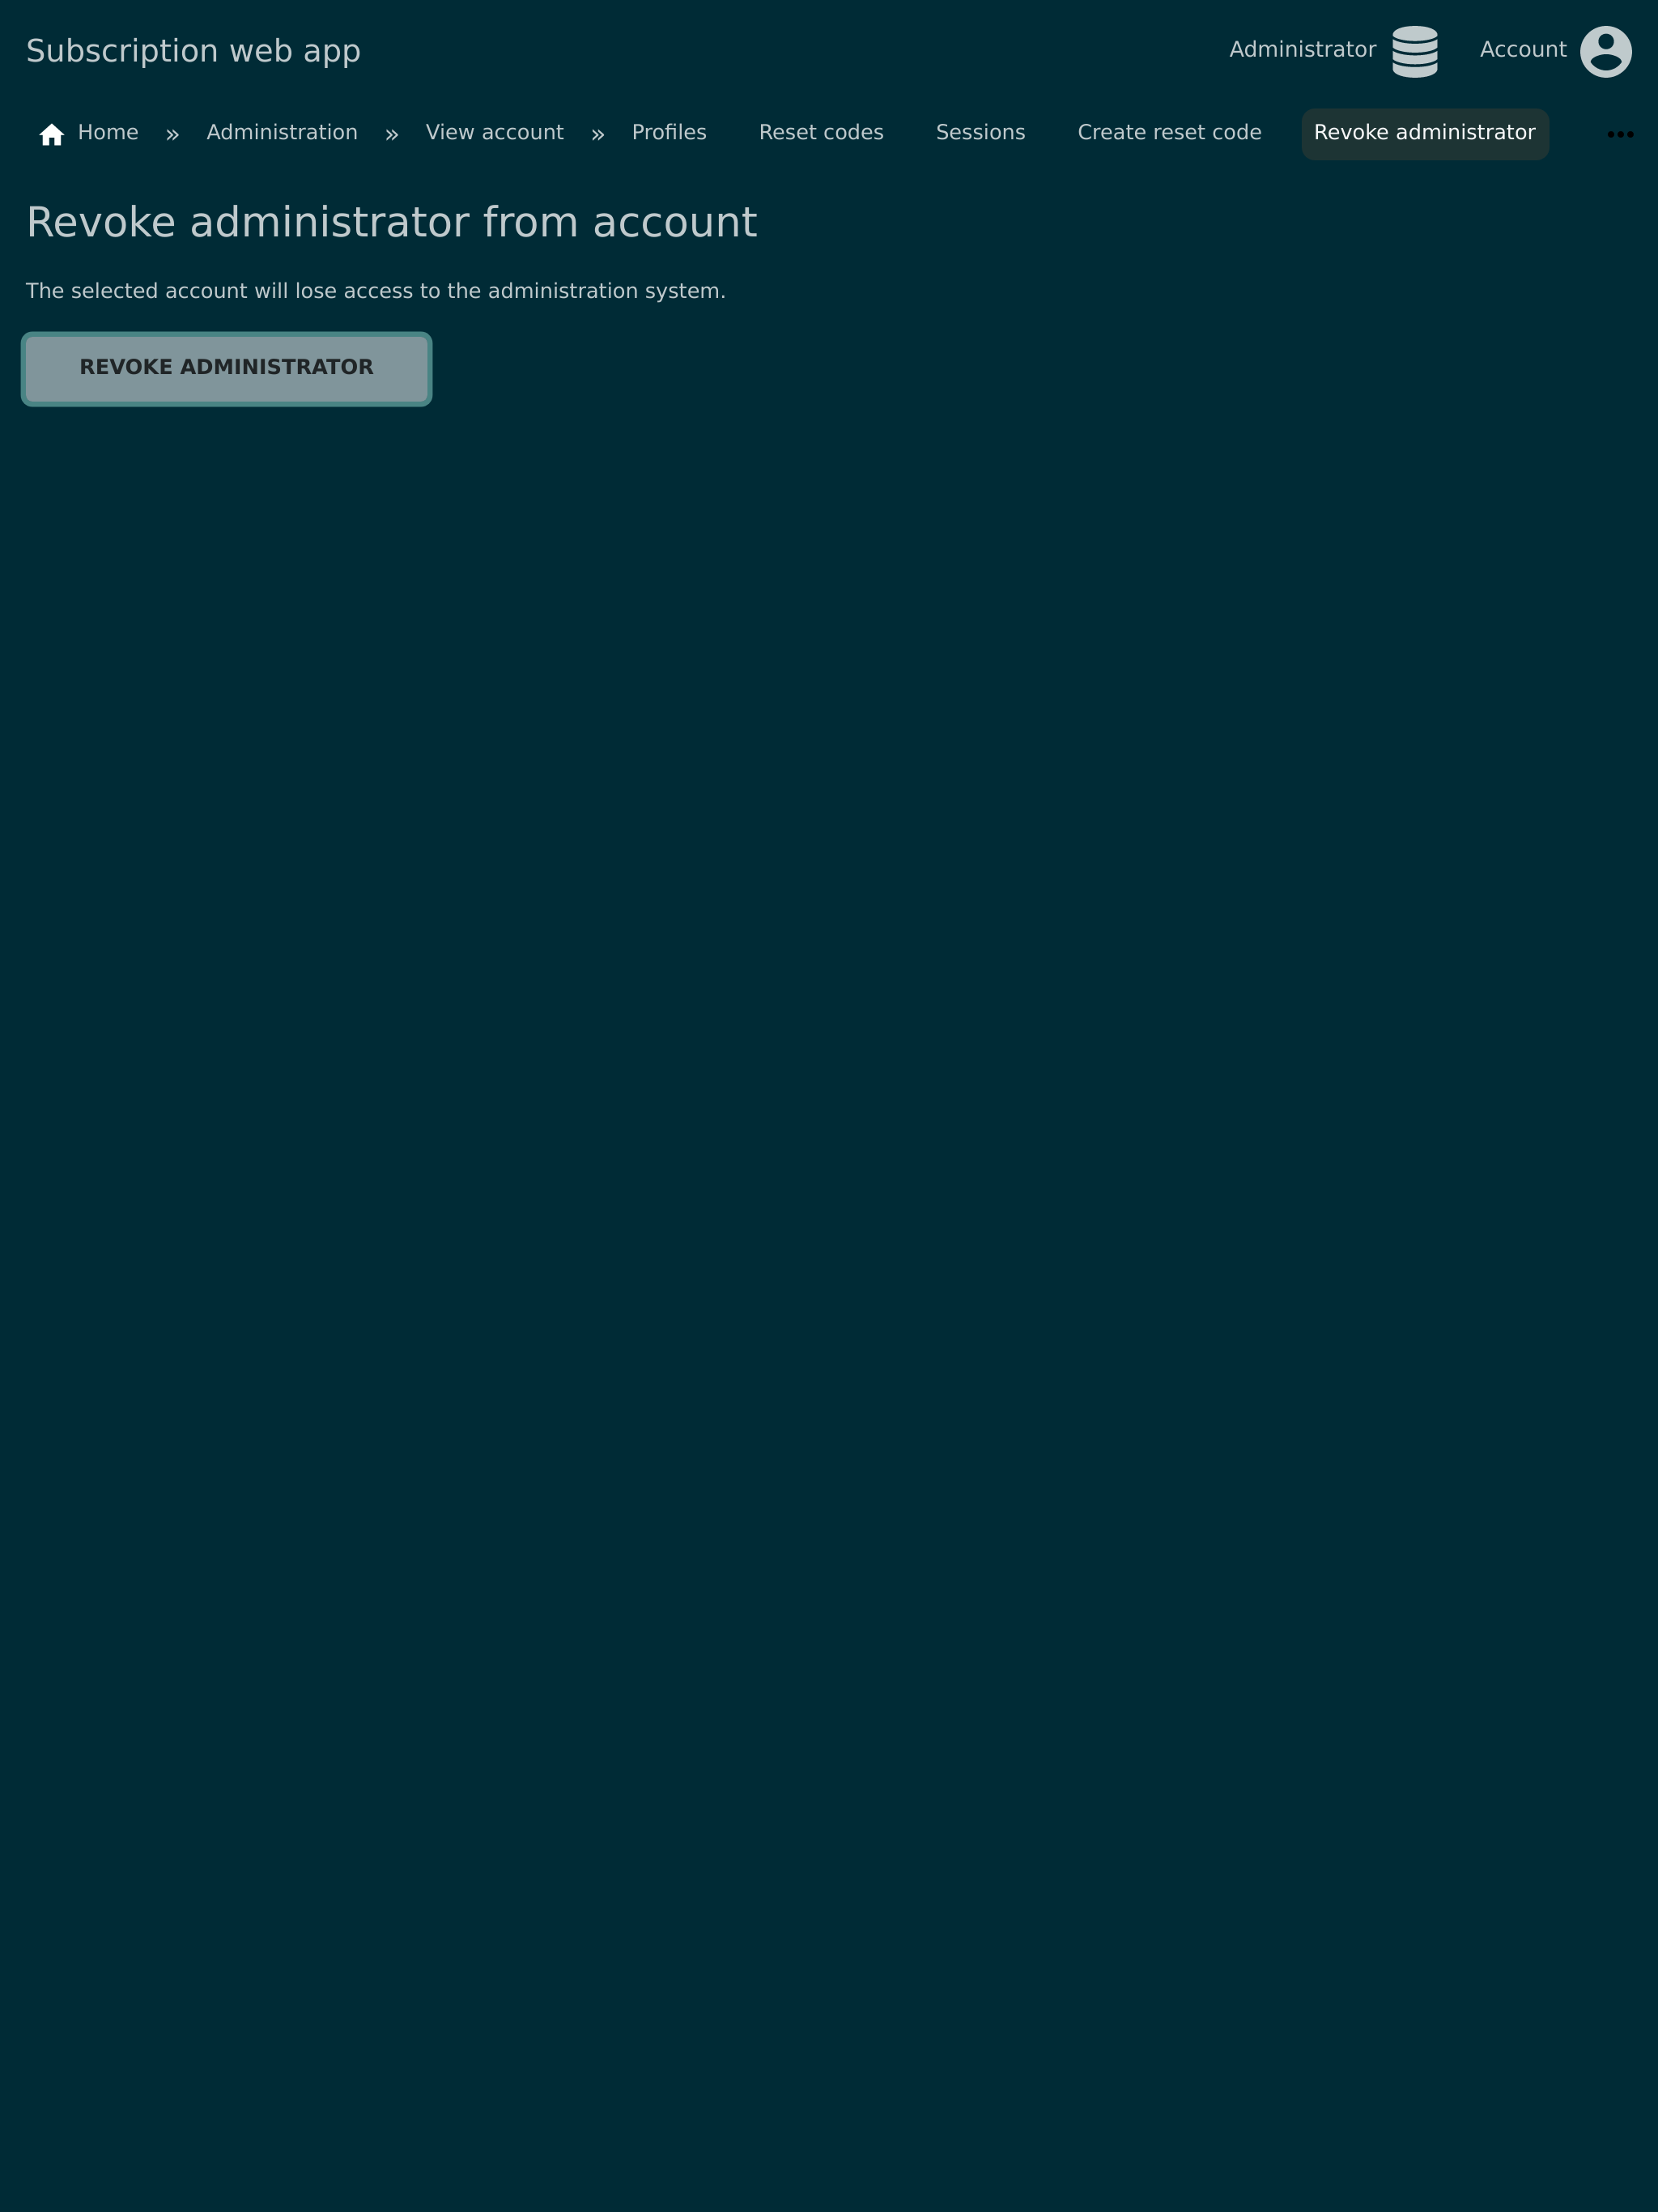 Subscription web app Administrator Account
Home » Administration » View account » Profiles Reset codes Sessions Create reset code Revoke administrator
Revoke administrator from account
The selected account will lose access to the administration system.
REVOKE ADMINISTRATOR